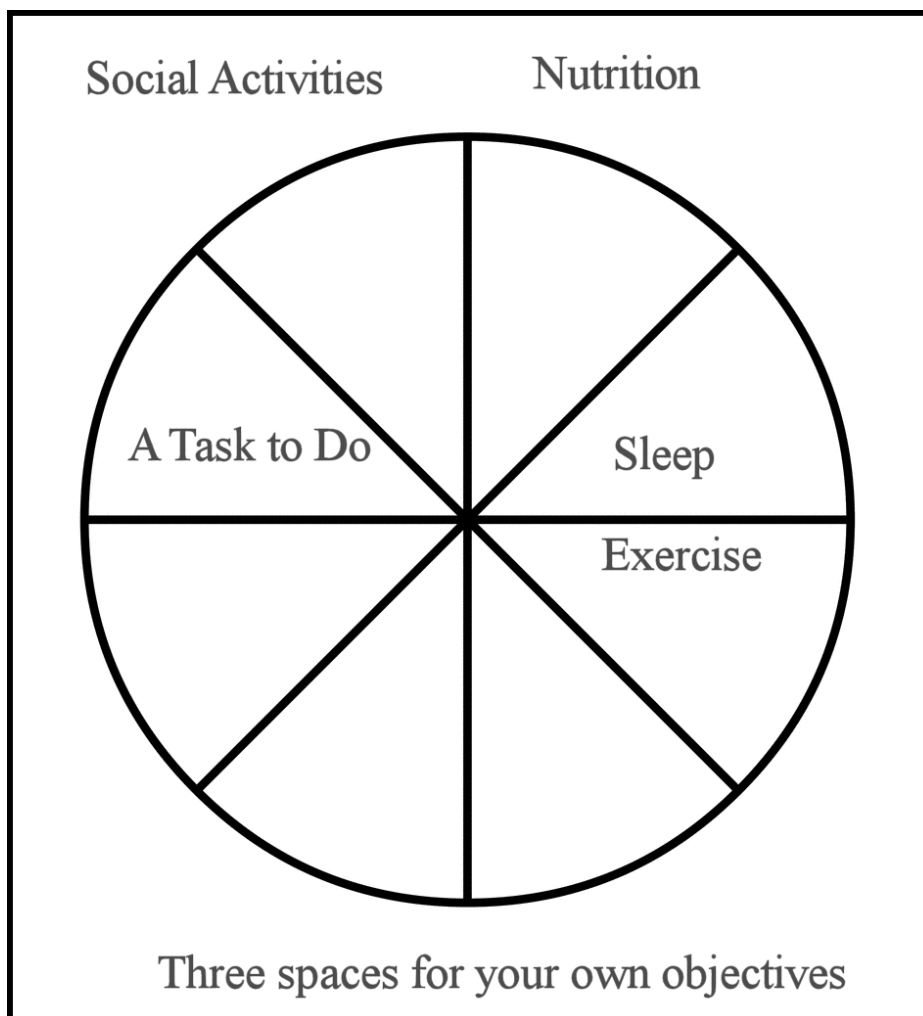 Social Activities
Nutrition
A Task to Do
Sleep
Exercise
Three spaces for your own objectives